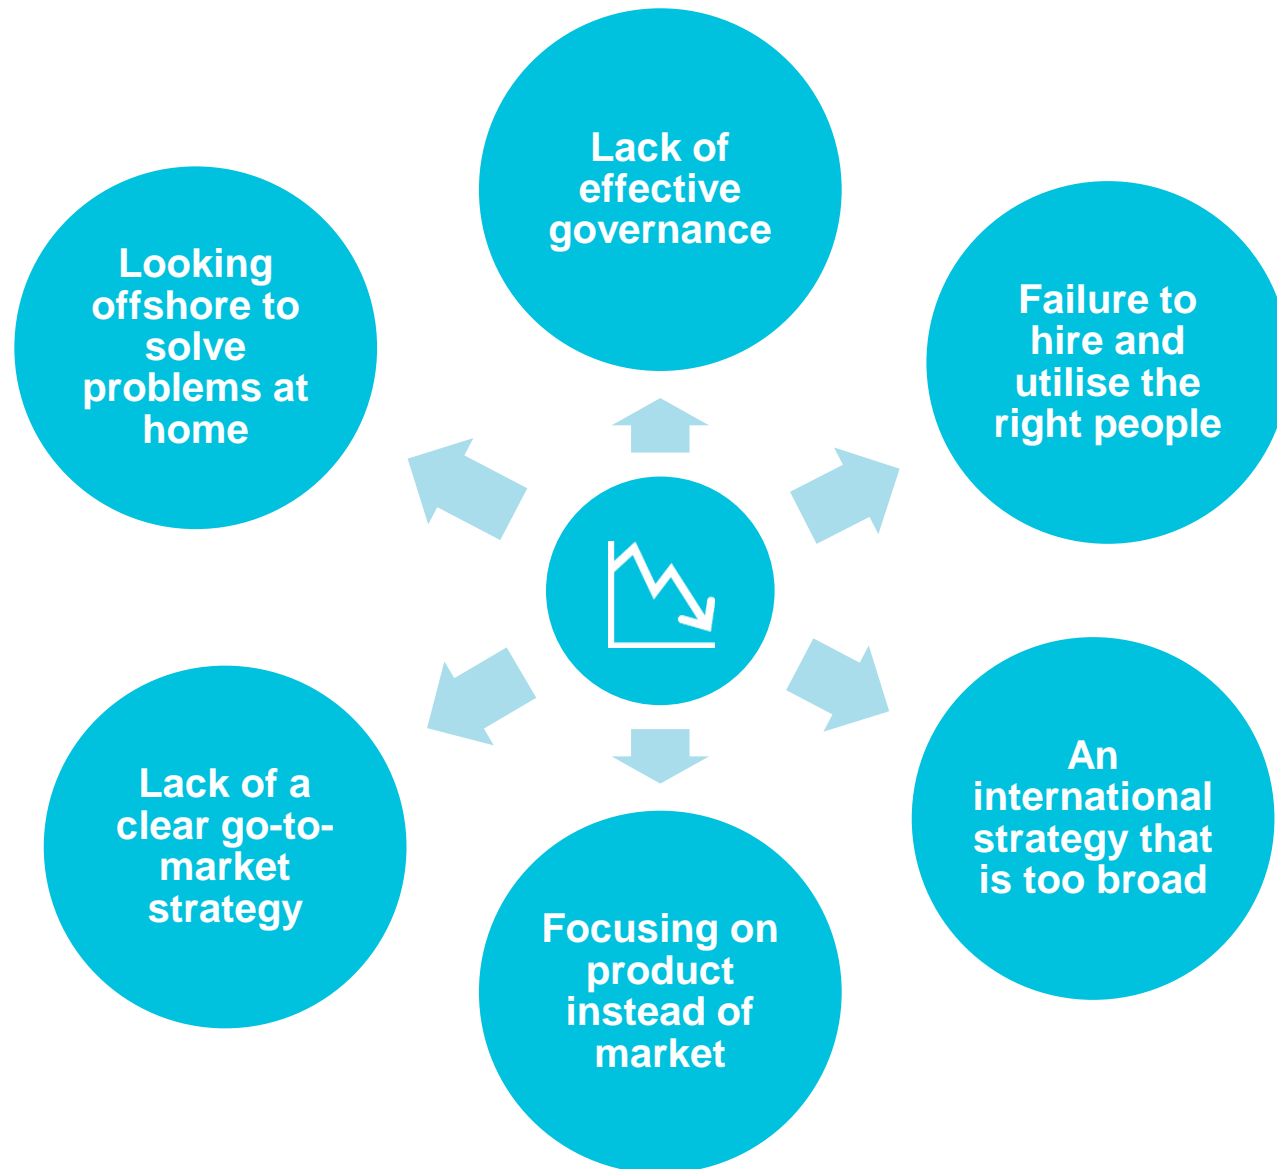 Lack of
effective
governance
Failure to
hire and
utilise the
right people
An
international
strategy that
is too broad
Focusing on
product
instead of
market
Lack of a
clear go-to-
market
strategy
Looking
offshore to
solve
problems at
home